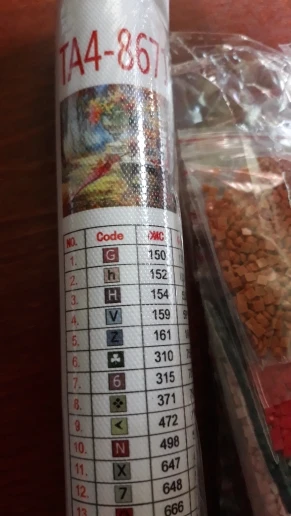 TA4-867
NO. Code DMC
1. G 150
2. h 152
3. H 154
4. V 159
5. Z 161
6. ☘ 310
7. 6 315
8. ✤ 371
9. < 472
10. N 498
11. X 647
12. 7 648
13 666